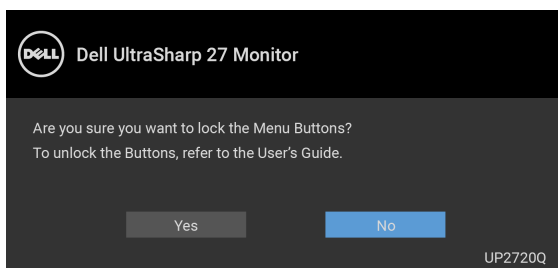 DELL Dell UltraSharp 27 Monitor
Are you sure you want to lock the Menu Buttons?
To unlock the Buttons, refer to the User's Guide.
Yes No
UP2720Q